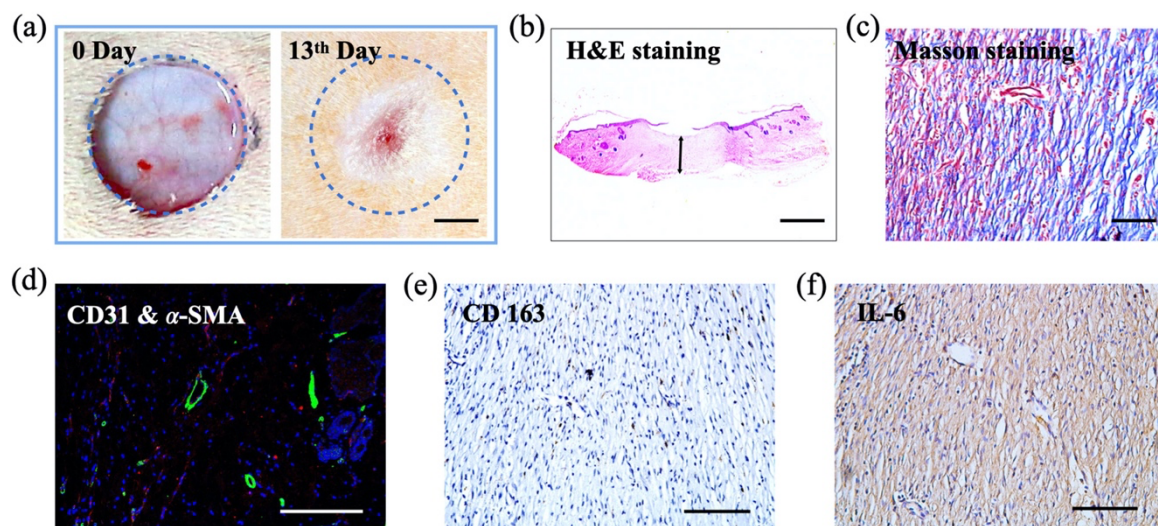 (a)
0 Day
13th Day
(b)
H&E staining
(c)
Masson staining
(d)
CD31 & α-SMA
(e)
CD 163
(f)
IL-6